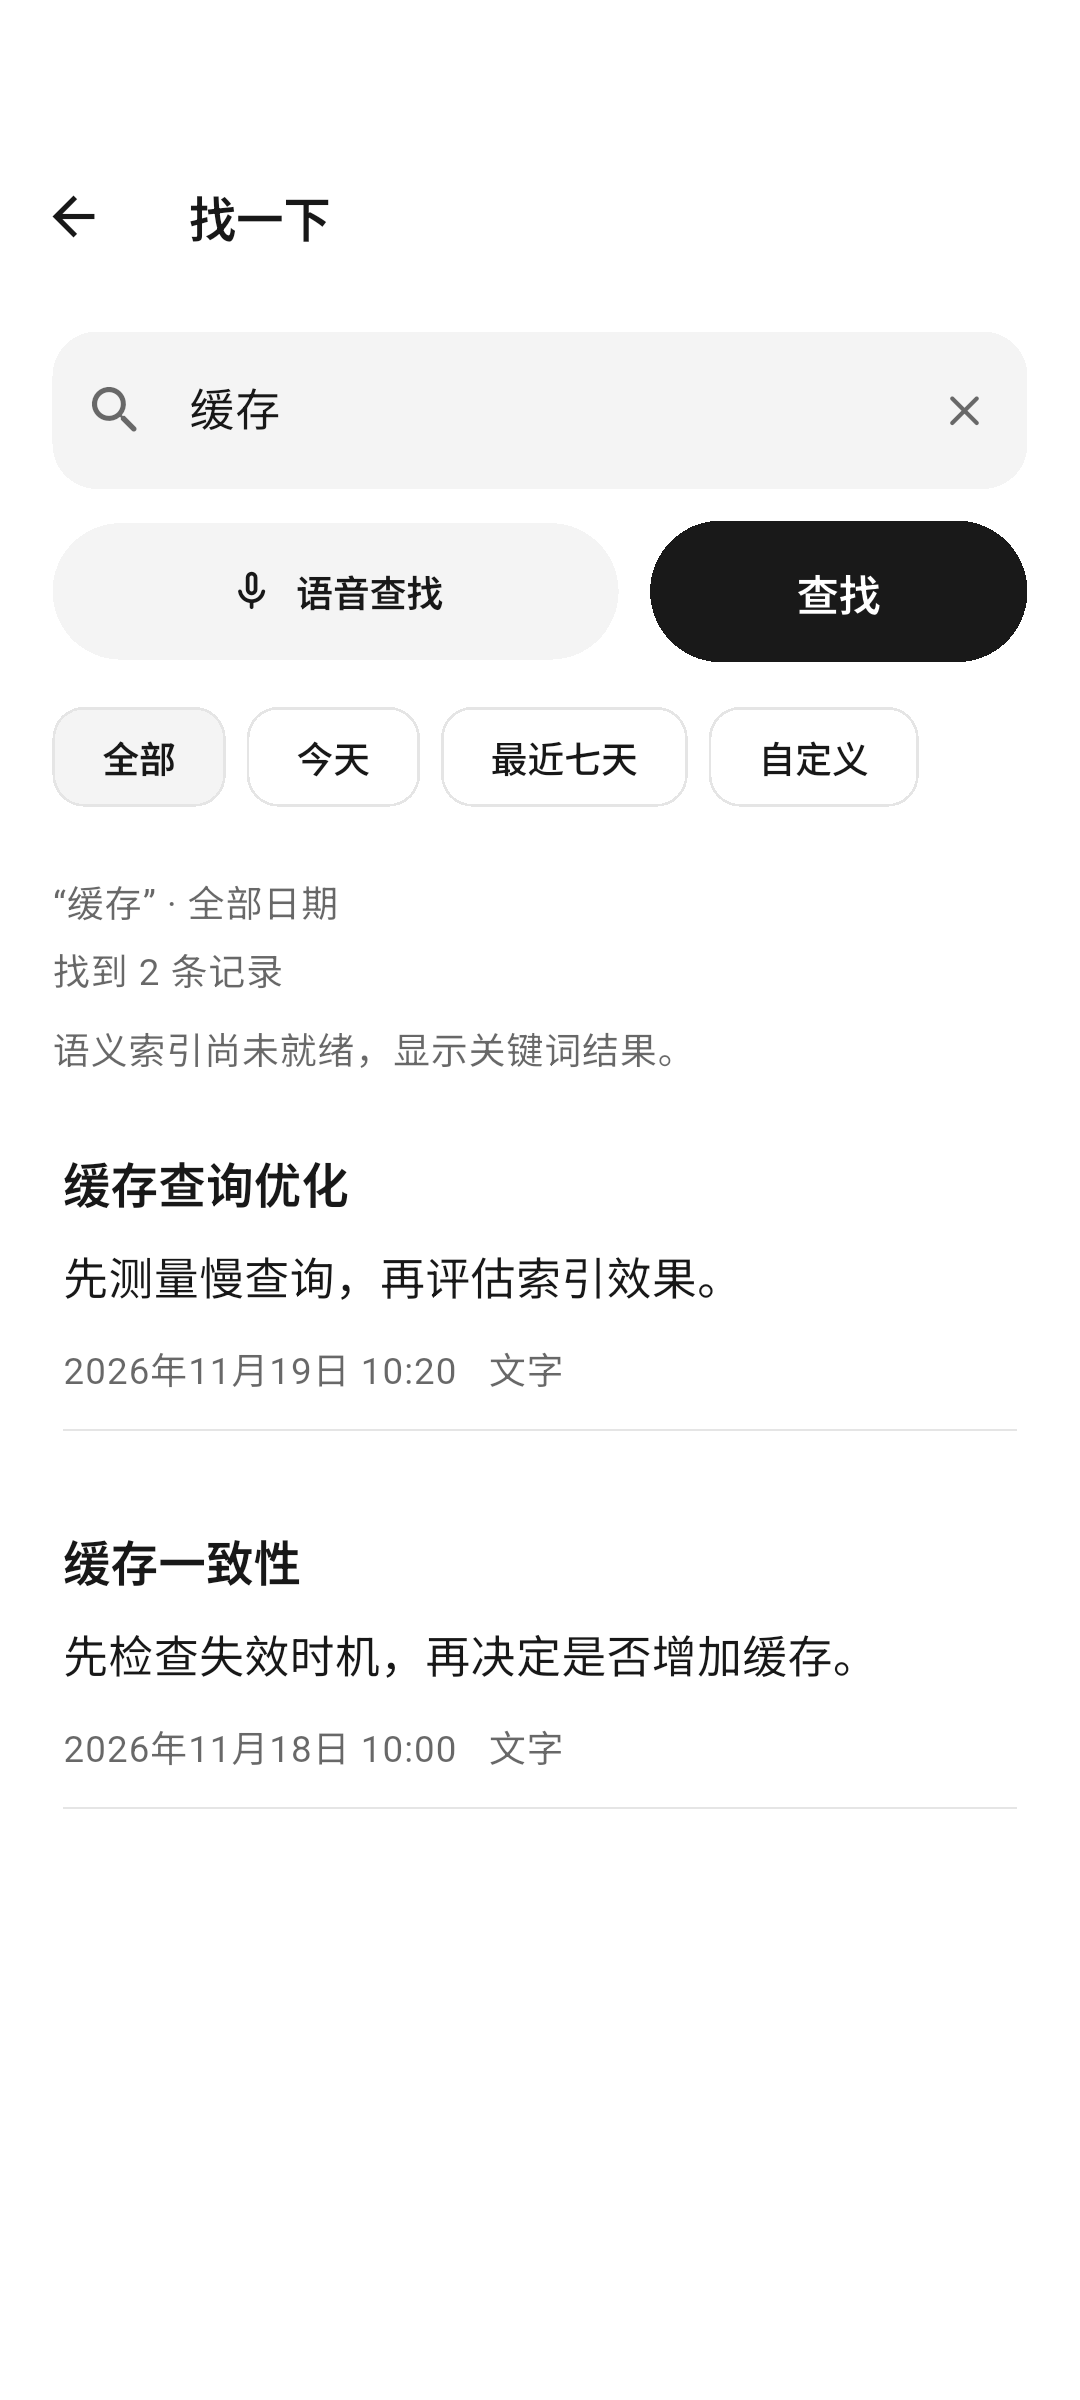 找一下
缓存
语音查找
查找
全部
今天
最近七天
自定义
“缓存” · 全部日期
找到 2 条记录
语义索引尚未就绪，显示关键词结果。
缓存查询优化
先测量慢查询，再评估索引效果。
2026年11月19日 10:20 文字
缓存一致性
先检查失效时机，再决定是否增加缓存。
2026年11月18日 10:00 文字